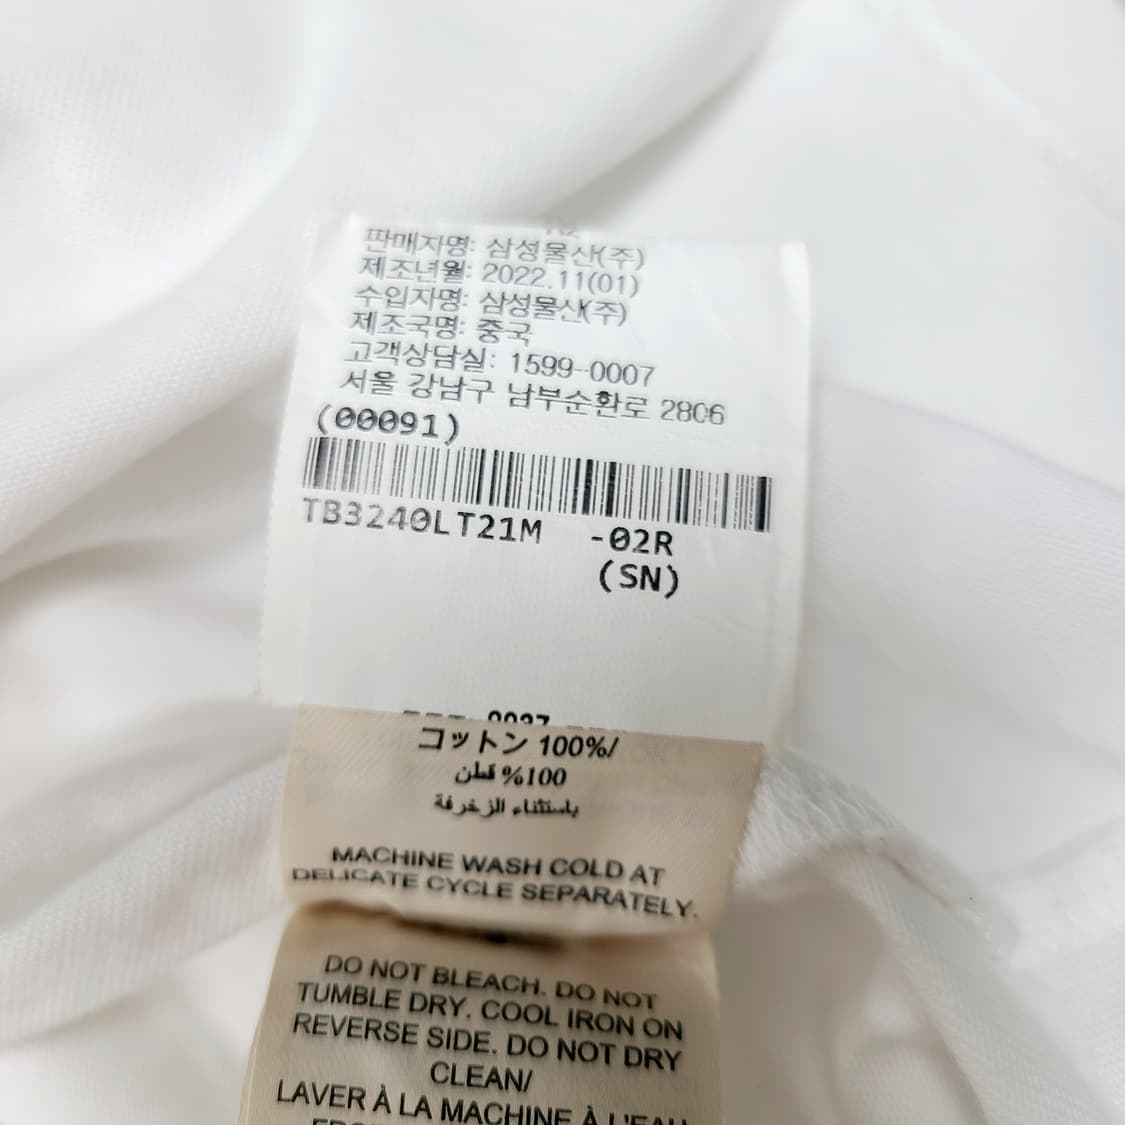 판매자명: 삼성물산(주)
제조년월: 2022.11(01)
수입자명: 삼성물산(주)
제조국명: 중국
고객상담실: 1599-0007
서울 강남구 남부순환로 2806
(00091)
TB3240LT21M -02R
(SN)
コットン 100%/
100% قطن
باستثناء الزخرفة
MACHINE WASH COLD AT
DELICATE CYCLE SEPARATELY.
DO NOT BLEACH. DO NOT
TUMBLE DRY. COOL IRON ON
REVERSE SIDE. DO NOT DRY
CLEAN/
LAVER À LA MACHINE À L'EAU